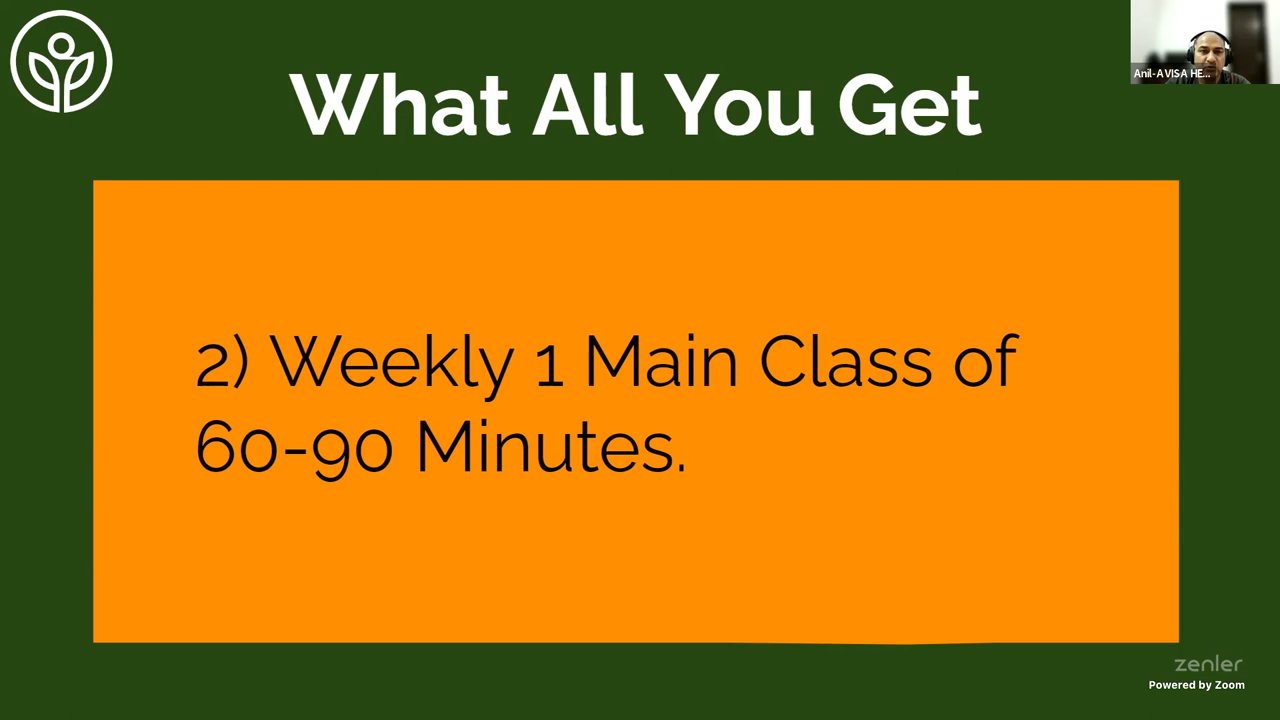 What All You Get
Anil-AVISA HE...
2) Weekly 1 Main Class of
60-90 Minutes.
zenler
Powered by Zoom